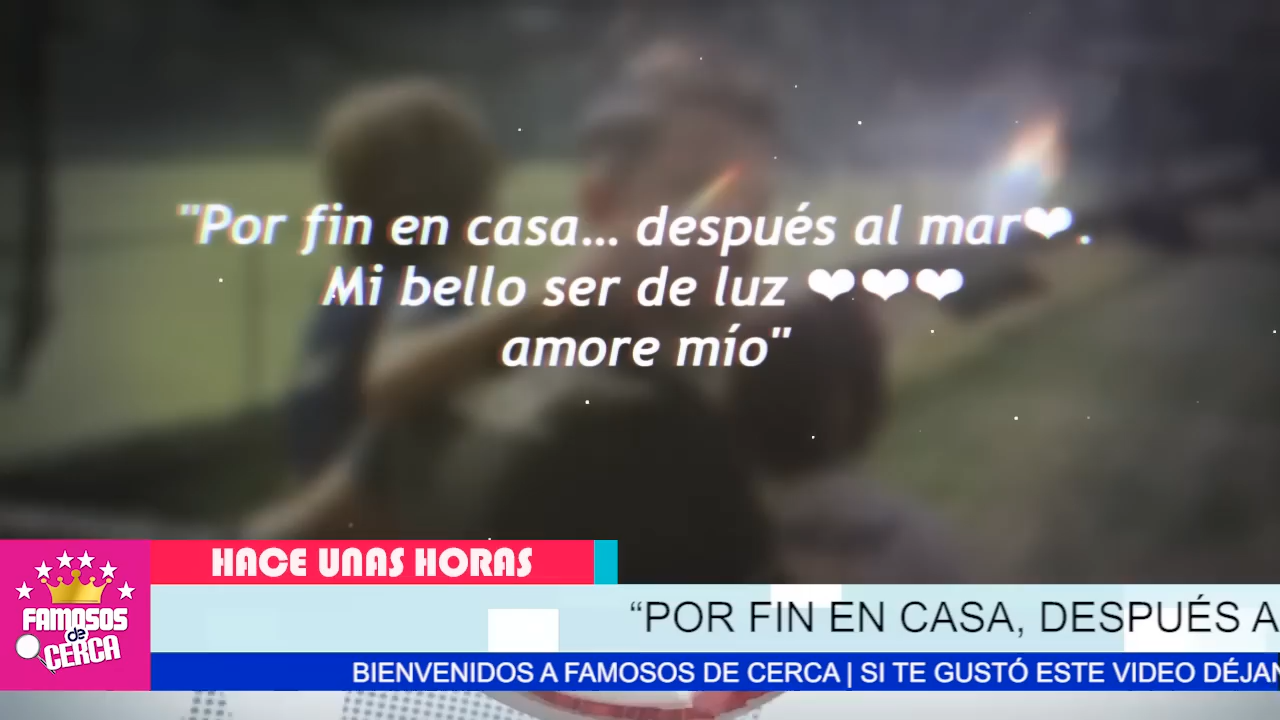 "Por fin en casa... después al mar❤.
Mi bello ser de luz ❤❤❤
amore mío"
HACE UNAS HORAS
FAMOSOS
de
CERCA
“POR FIN EN CASA, DESPUÉS A
BIENVENIDOS A FAMOSOS DE CERCA | SI TE GUSTÓ ESTE VIDEO DÉJAN